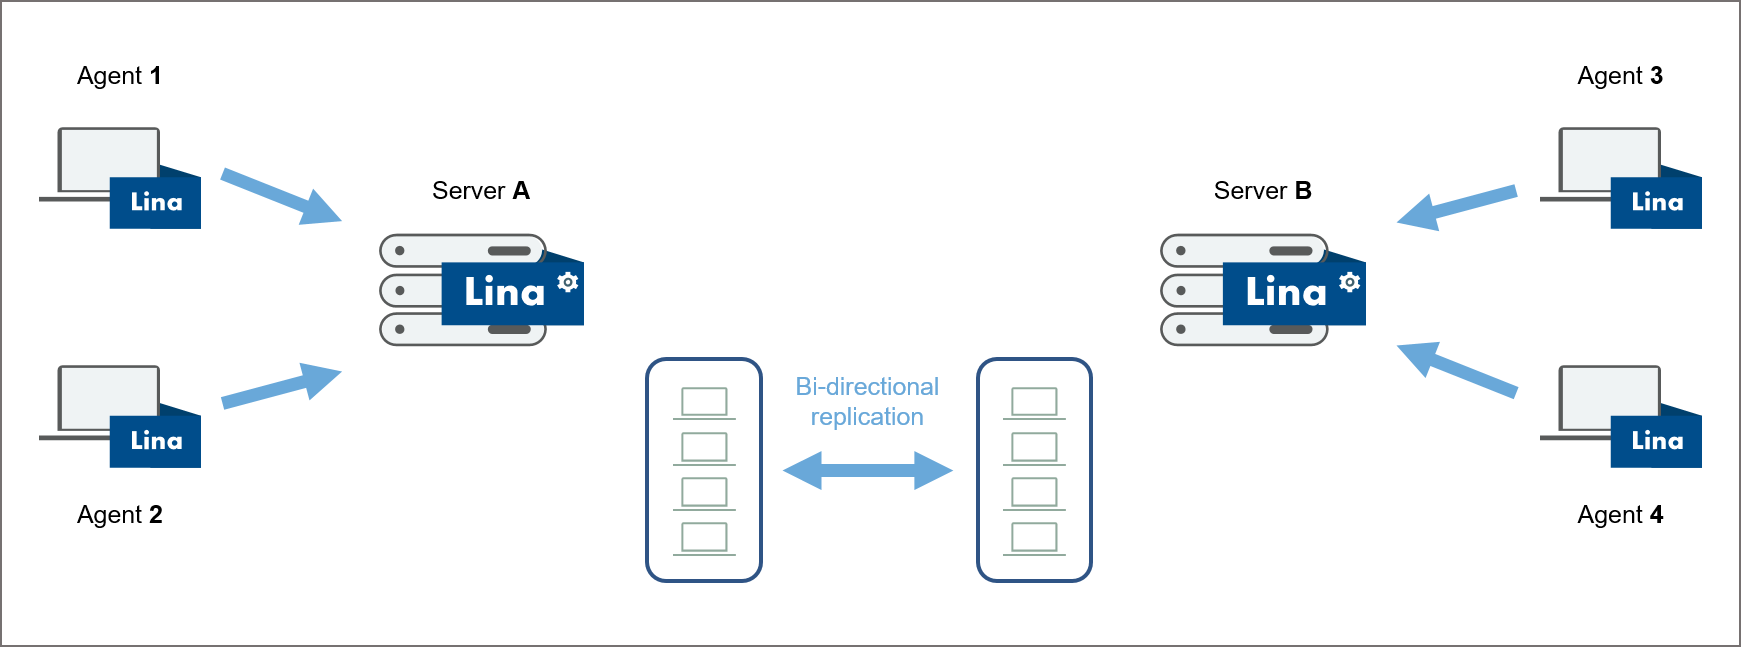 Agent 1
Lina
Agent 2
Lina
Server A
Lina
Bi-directional
replication
Server B
Lina
Agent 3
Lina
Agent 4
Lina